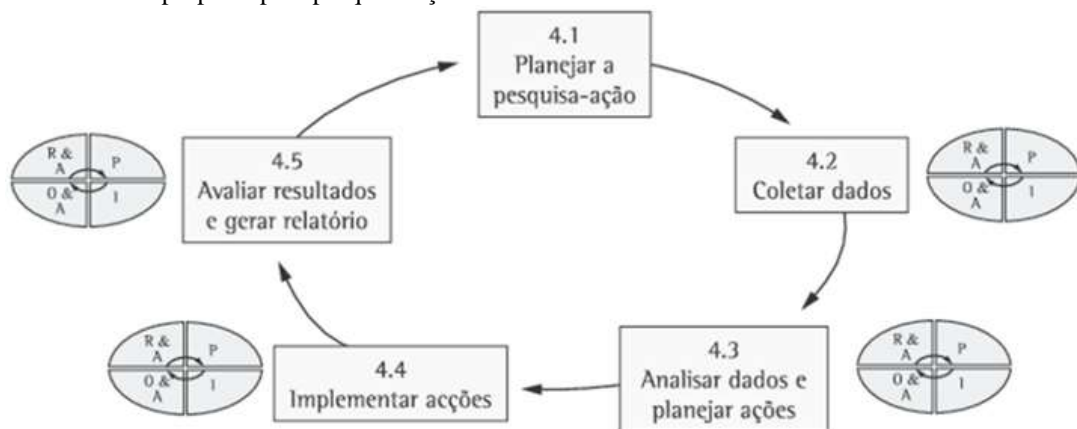 4.1
Planejar a
pesquisa-ação
4.2
Coletar dados
R &
A
P
O &
A
I
4.3
Analisar dados e
planejar ações
R &
A
P
O &
A
I
4.4
Implementar acções
R &
A
P
O &
A
I
4.5
Avaliar resultados
e gerar relatório
R &
A
P
O &
A
I